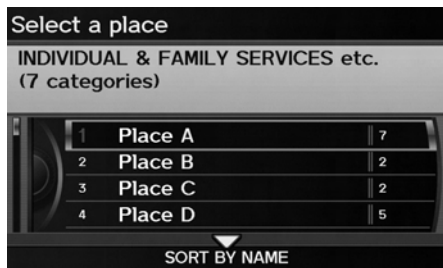 Select a place
INDIVIDUAL & FAMILY SERVICES etc.
(7 categories)
1 Place A 7
2 Place B 2
3 Place C 2
4 Place D 5
SORT BY NAME